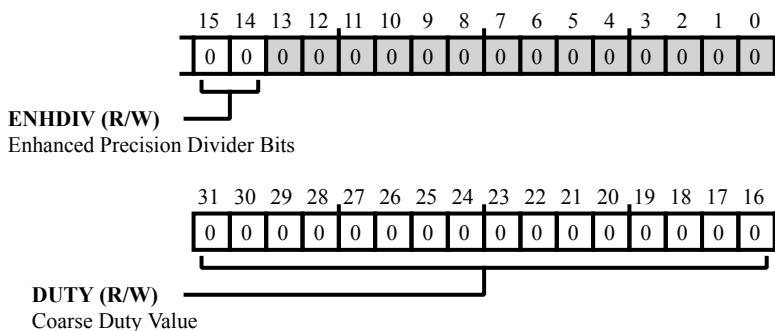 15 14 13 12 11 10 9 8 7 6 5 4 3 2 1 0
0 0 0 0 0 0 0 0 0 0 0 0 0 0 0 0
ENHDIV (R/W)
Enhanced Precision Divider Bits
31 30 29 28 27 26 25 24 23 22 21 20 19 18 17 16
0 0 0 0 0 0 0 0 0 0 0 0 0 0 0 0
DUTY (R/W)
Coarse Duty Value